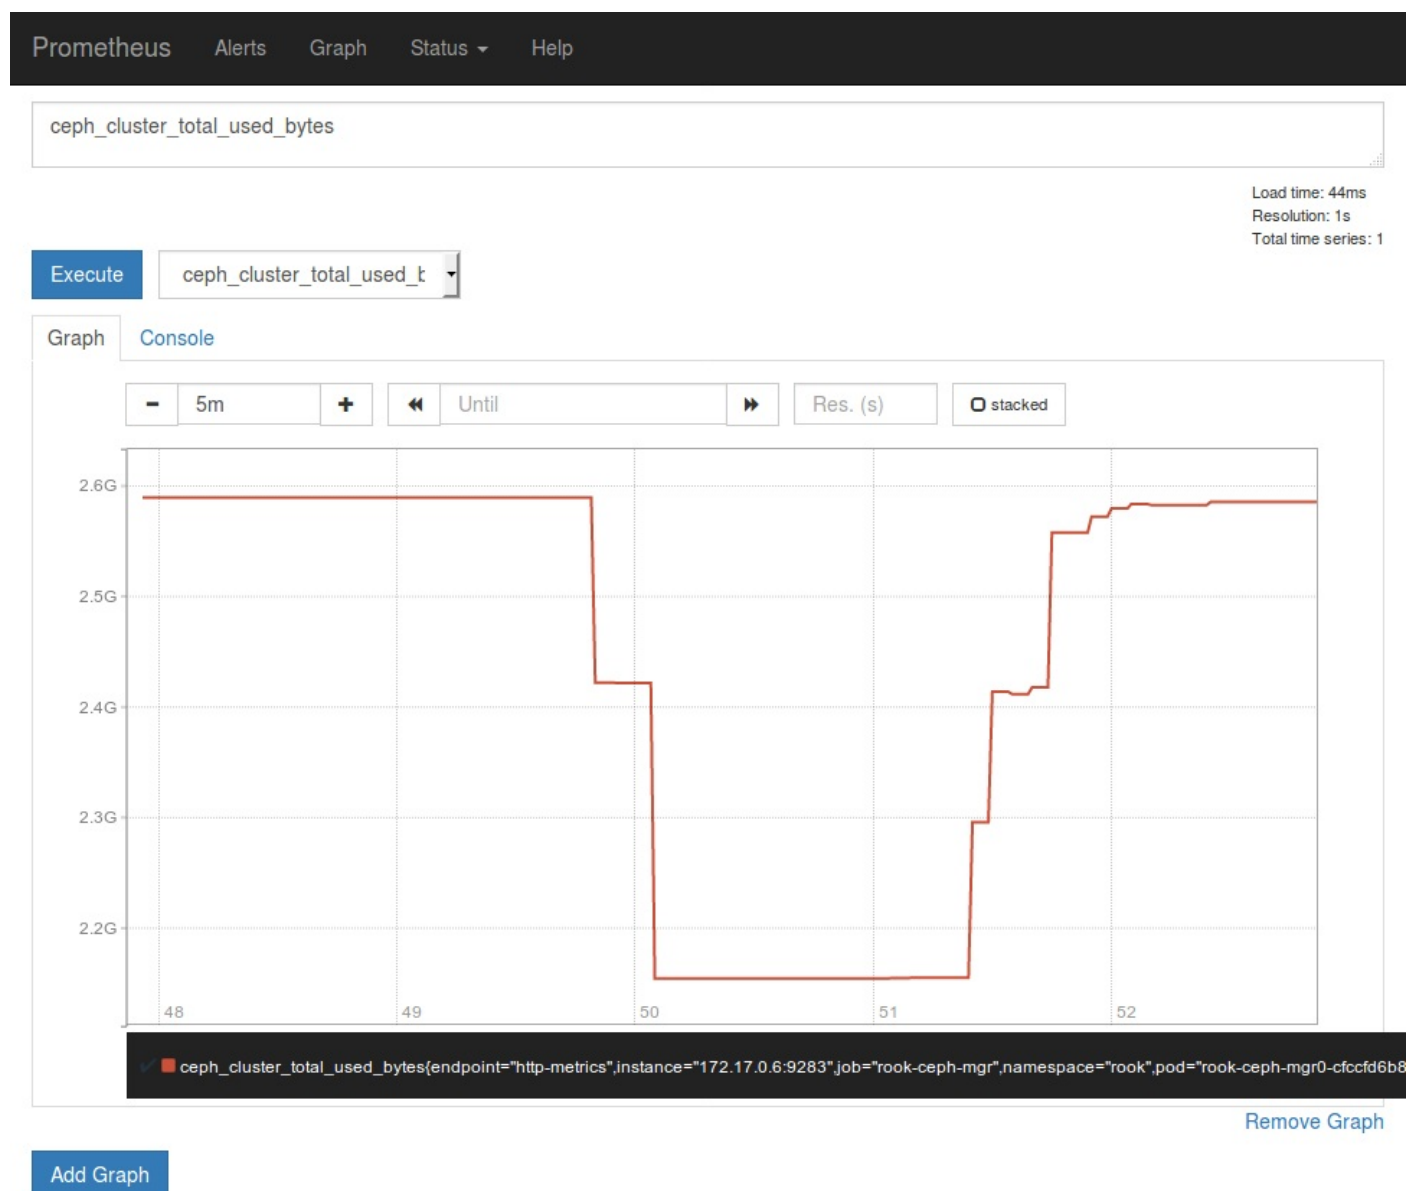 Prometheus Alerts Graph Status Help
ceph_cluster_total_used_bytes
Load time: 44ms
Resolution: 1s
Total time series: 1
Execute ceph_cluster_total_used_b
Graph Console
5m Until Res. (s) stacked
2.6G
2.5G
2.4G
2.3G
2.2G
48 49 50 51 52
ceph_cluster_total_used_bytes{endpoint="http-metrics",instance="172.17.0.6:9283",job="rook-ceph-mgr",namespace="rook",pod="rook-ceph-mgr0-cfccfd6b8
Remove Graph
Add Graph